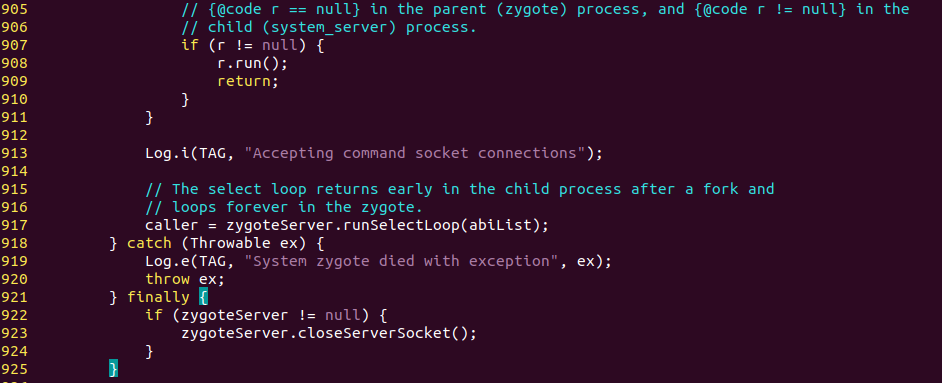 905                 // {@code r == null} in the parent (zygote) process, and {@code r != null} in the
906                 // child (system_server) process.
907                 if (r != null) {
908                     r.run();
909                     return;
910                 }
911             }
912
913             Log.i(TAG, "Accepting command socket connections");
914
915             // The select loop returns early in the child process after a fork and
916             // loops forever in the zygote.
917             caller = zygoteServer.runSelectLoop(abiList);
918         } catch (Throwable ex) {
919             Log.e(TAG, "System zygote died with exception", ex);
920             throw ex;
921         } finally {
922             if (zygoteServer != null) {
923                 zygoteServer.closeServerSocket();
924             }
925         }